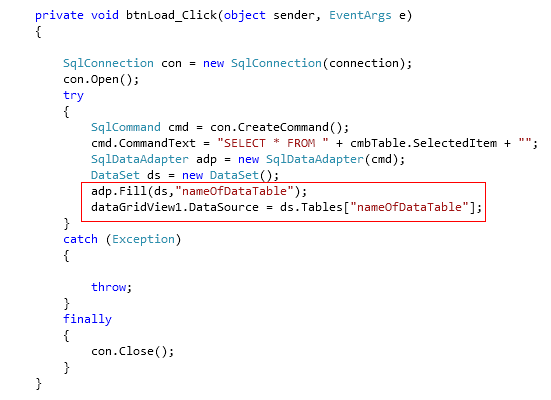 private void btnLoad_Click(object sender, EventArgs e)
{
SqlConnection con = new SqlConnection(connection);
con.Open();
try
{
SqlCommand cmd = con.CreateCommand();
cmd.CommandText = "SELECT * FROM " + cmbTable.SelectedItem + "";
SqlDataAdapter adp = new SqlDataAdapter(cmd);
DataSet ds = new DataSet();
adp.Fill(ds,"nameOfDataTable");
dataGridView1.DataSource = ds.Tables["nameOfDataTable"];
}
catch (Exception)
{
throw;
}
finally
{
con.Close();
}
}